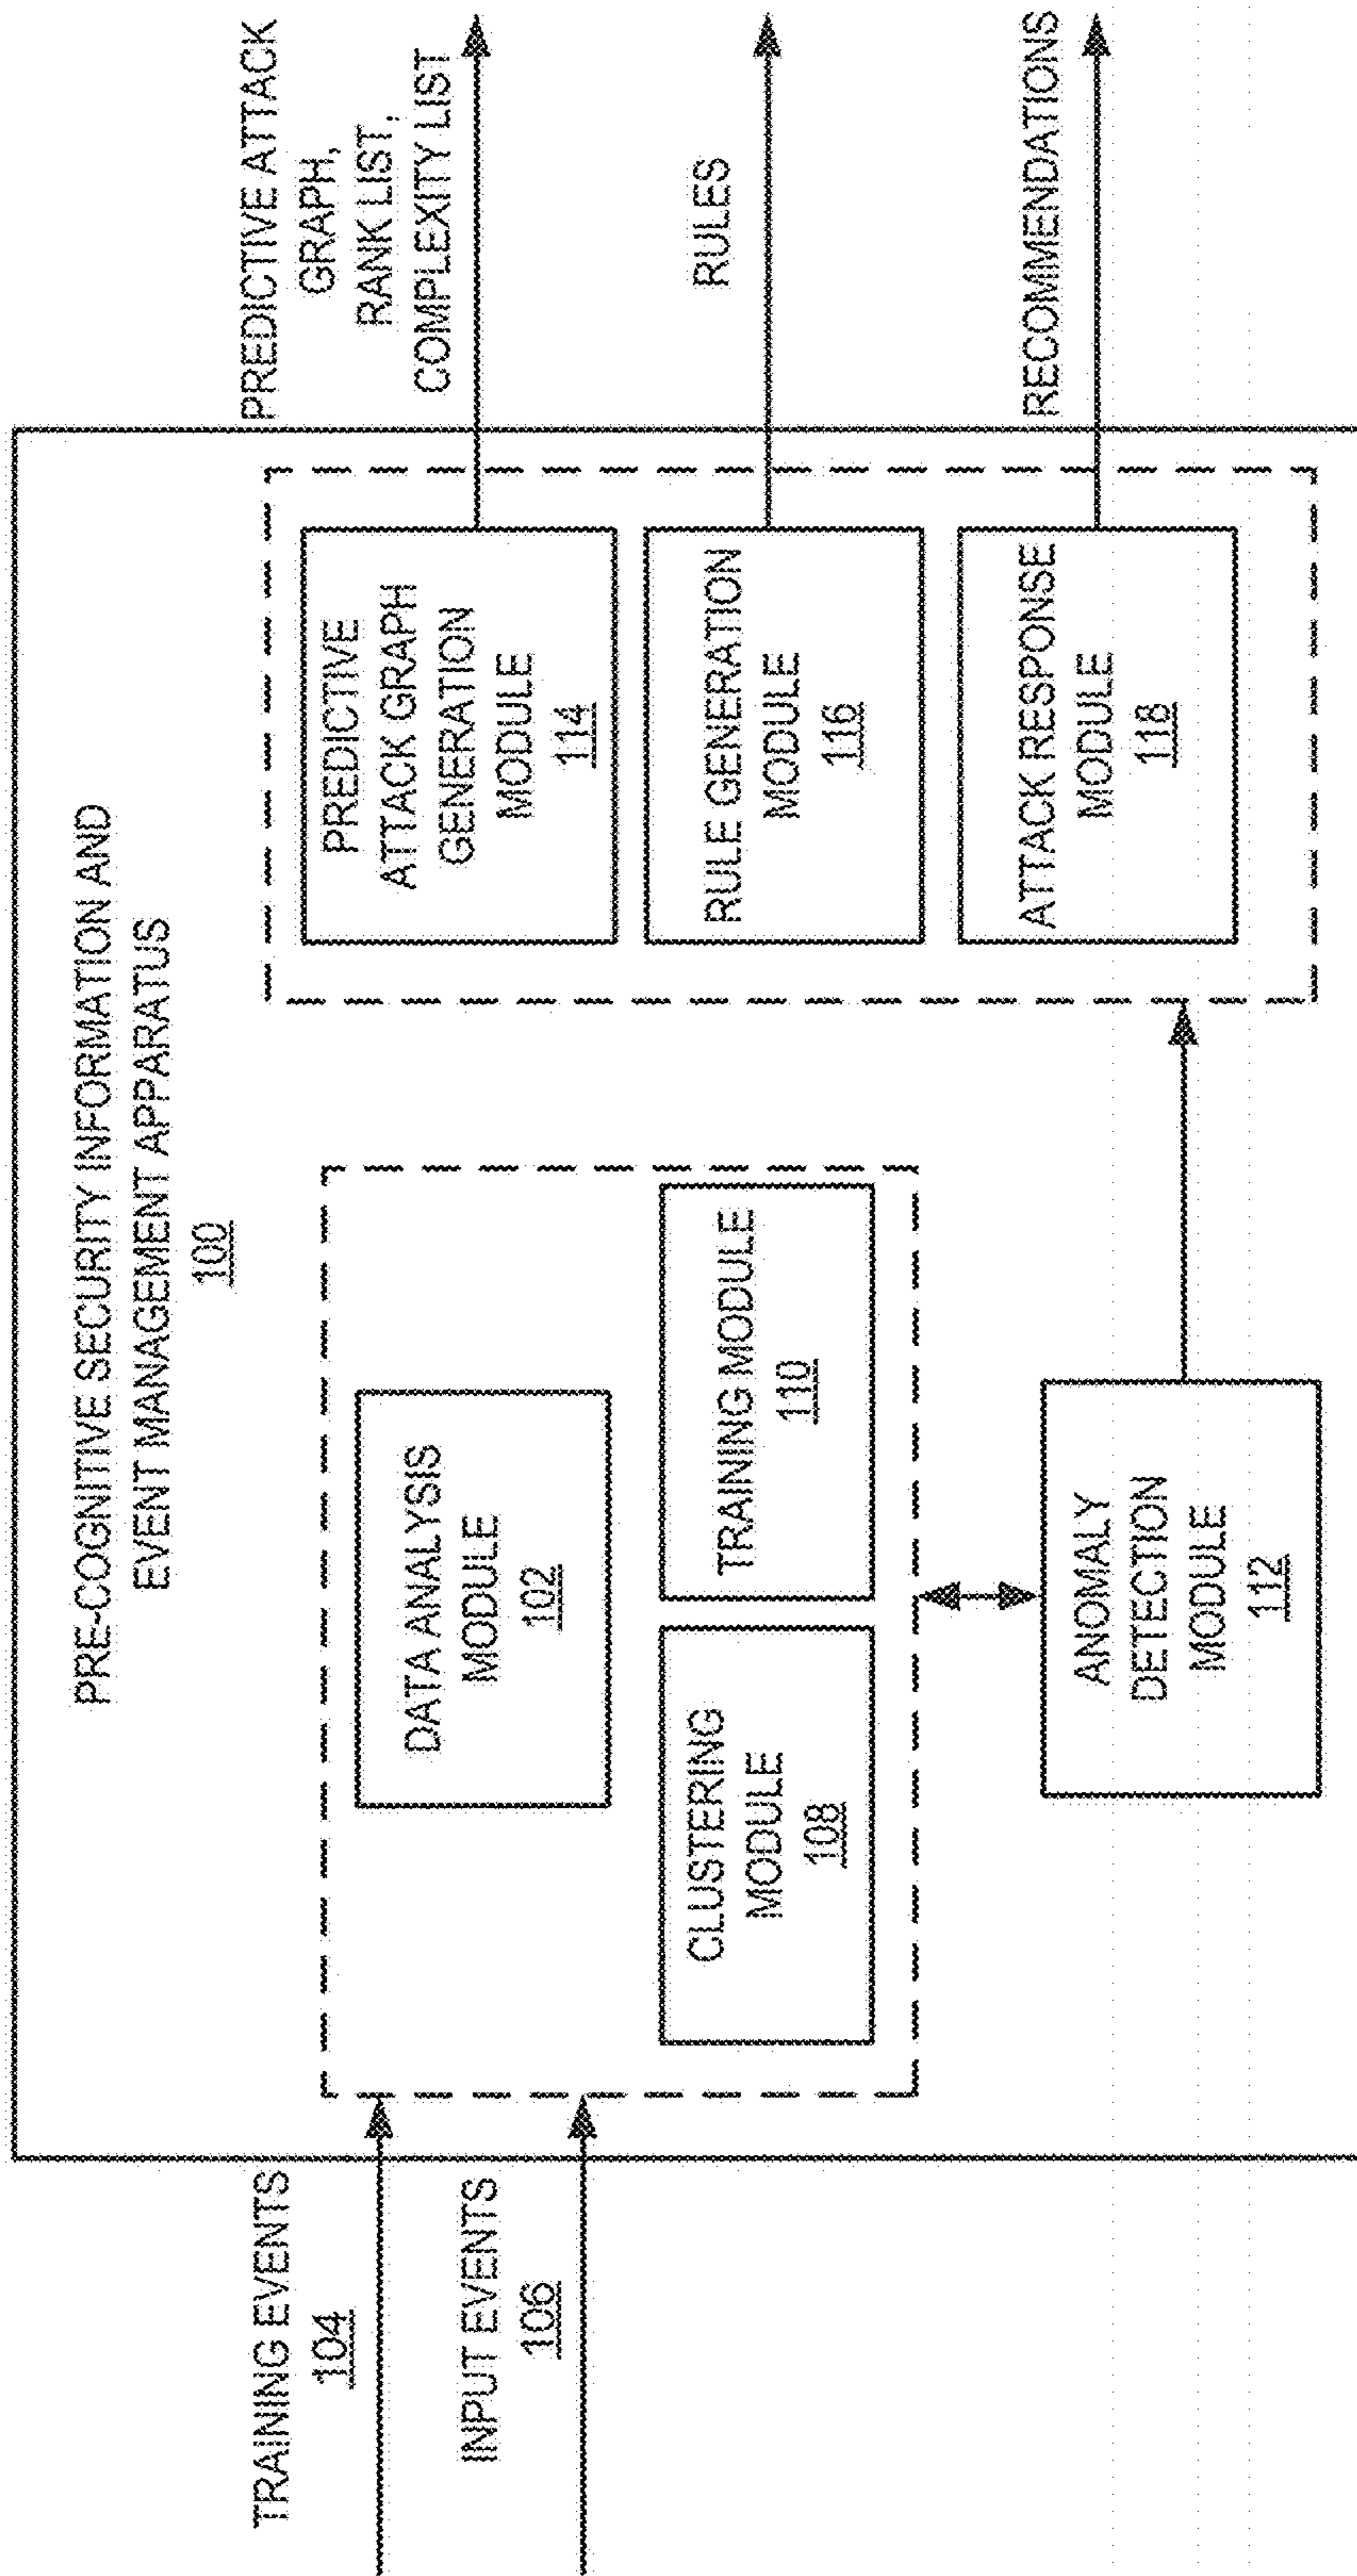 PRE-COGNITIVE SECURITY INFORMATION AND
EVENT MANAGEMENT APPARATUS
100
TRAINING EVENTS
104
INPUT EVENTS
106
DATA ANALYSIS
MODULE
102
CLUSTERING
MODULE
108
TRAINING MODULE
110
ANOMALY
DETECTION
MODULE
112
PREDICTIVE
ATTACK GRAPH
GENERATION
MODULE
114
RULE GENERATION
MODULE
116
ATTACK RESPONSE
MODULE
118
PREDICTIVE ATTACK
GRAPH,
RANK LIST,
COMPLEXITY LIST
RULES
RECOMMENDATIONS